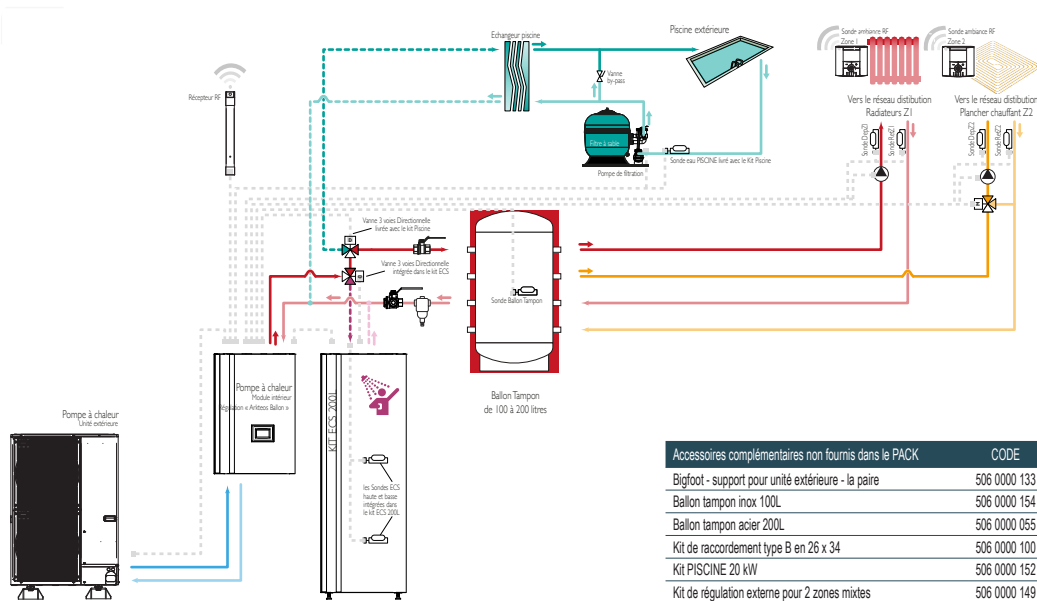 Echangeur piscine
Piscine extérieure
Sonde ambiance RF
Zone 1
Sonde ambiance RF
Zone 2
Récepteur RF
Vanne
by-pass
Vers le réseau distibution
Radiateurs Z1
Vers le réseau distibution
Plancher chauffant Z2
Filtre à sable
Sonde DepZ1
Sonde RedZ1
Sonde DepZ2
Sonde RedZ2
Sonde eau PISCINE livré avec le Kit Piscine
Pompe de filtration
Vanne 3 voies Directionnelle
livrée avec le kit Piscine
Vanne 3 voies Directionnelle
intégrée dans le kit ECS
Sonde Ballon Tampon
Ballon Tampon
de 100 à 200 litres
Pompe à chaleur
Module intérieur
Régulation « Arkteos Ballon »
KIT ECS 200L
Pompe à chaleur
Unité extérieure
les Sondes ECS
haute et basse
intégrées dans
le kit ECS 200L
Accessoires complémentaires non fournis dans le PACK CODE
Bigfoot - support pour unité extérieure - la paire 506 0000 133
Ballon tampon inox 100L 506 0000 154
Ballon tampon acier 200L 506 0000 055
Kit de raccordement type B en 26 x 34 506 0000 100
Kit PISCINE 20 kW 506 0000 152
Kit de régulation externe pour 2 zones mixtes 506 0000 149